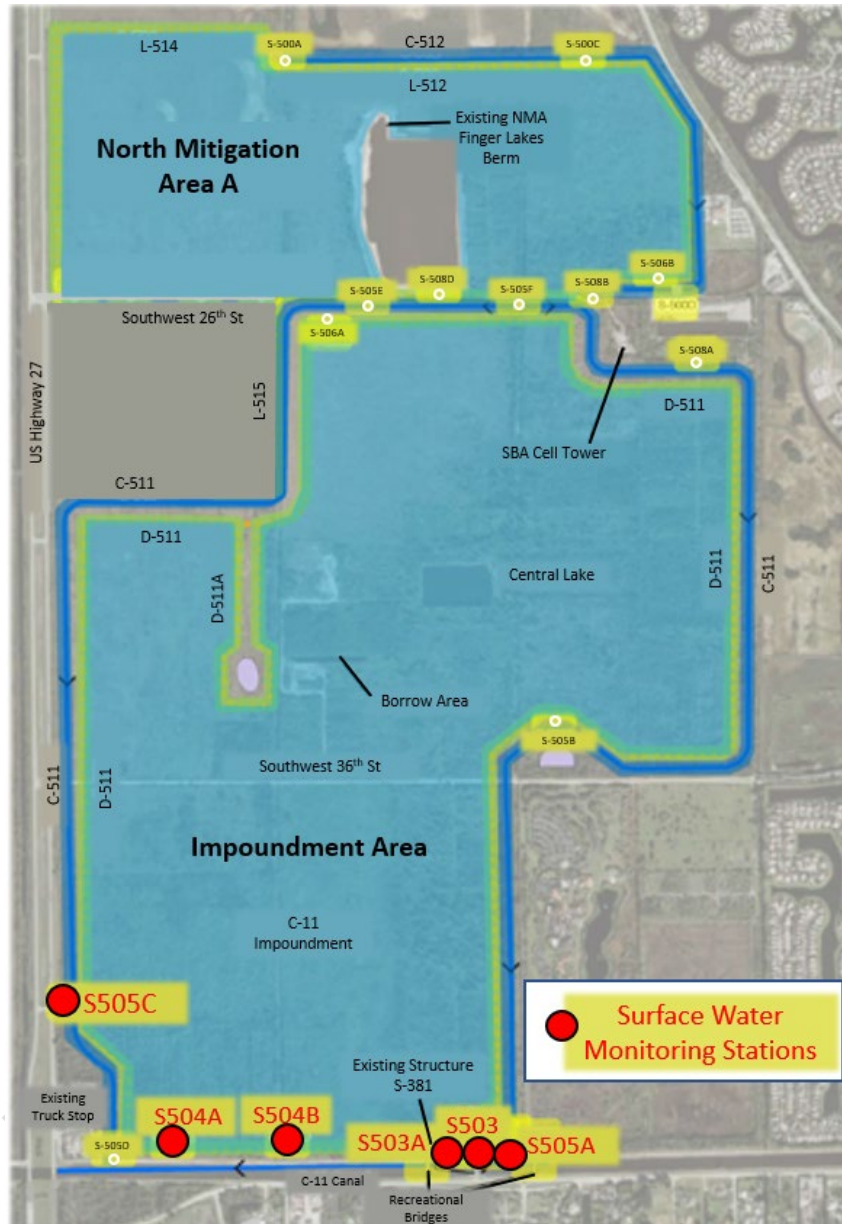 L-514
S-500A
C-512
S-500C
L-512
Existing NMA
Finger Lakes
Berm
North Mitigation
Area A
S-506B
S-508D
S-508B
S-505E
S-505F
S-500D
Southwest 26th St
S-506A
S-508A
US Highway 27
L-515
D-511
SBA Cell Tower
C-511
D-511
D-511A
Central Lake
D-511
C-511
Borrow Area
S-505B
Southwest 36th St
C-511
D-511
Impoundment Area
C-11
Impoundment
S505C
Surface Water
Monitoring Stations
Existing Structure
S-381
Existing
Truck Stop
S504A
S504B
S503A
S503
S505A
S-505D
C-11 Canal
Recreational
Bridges